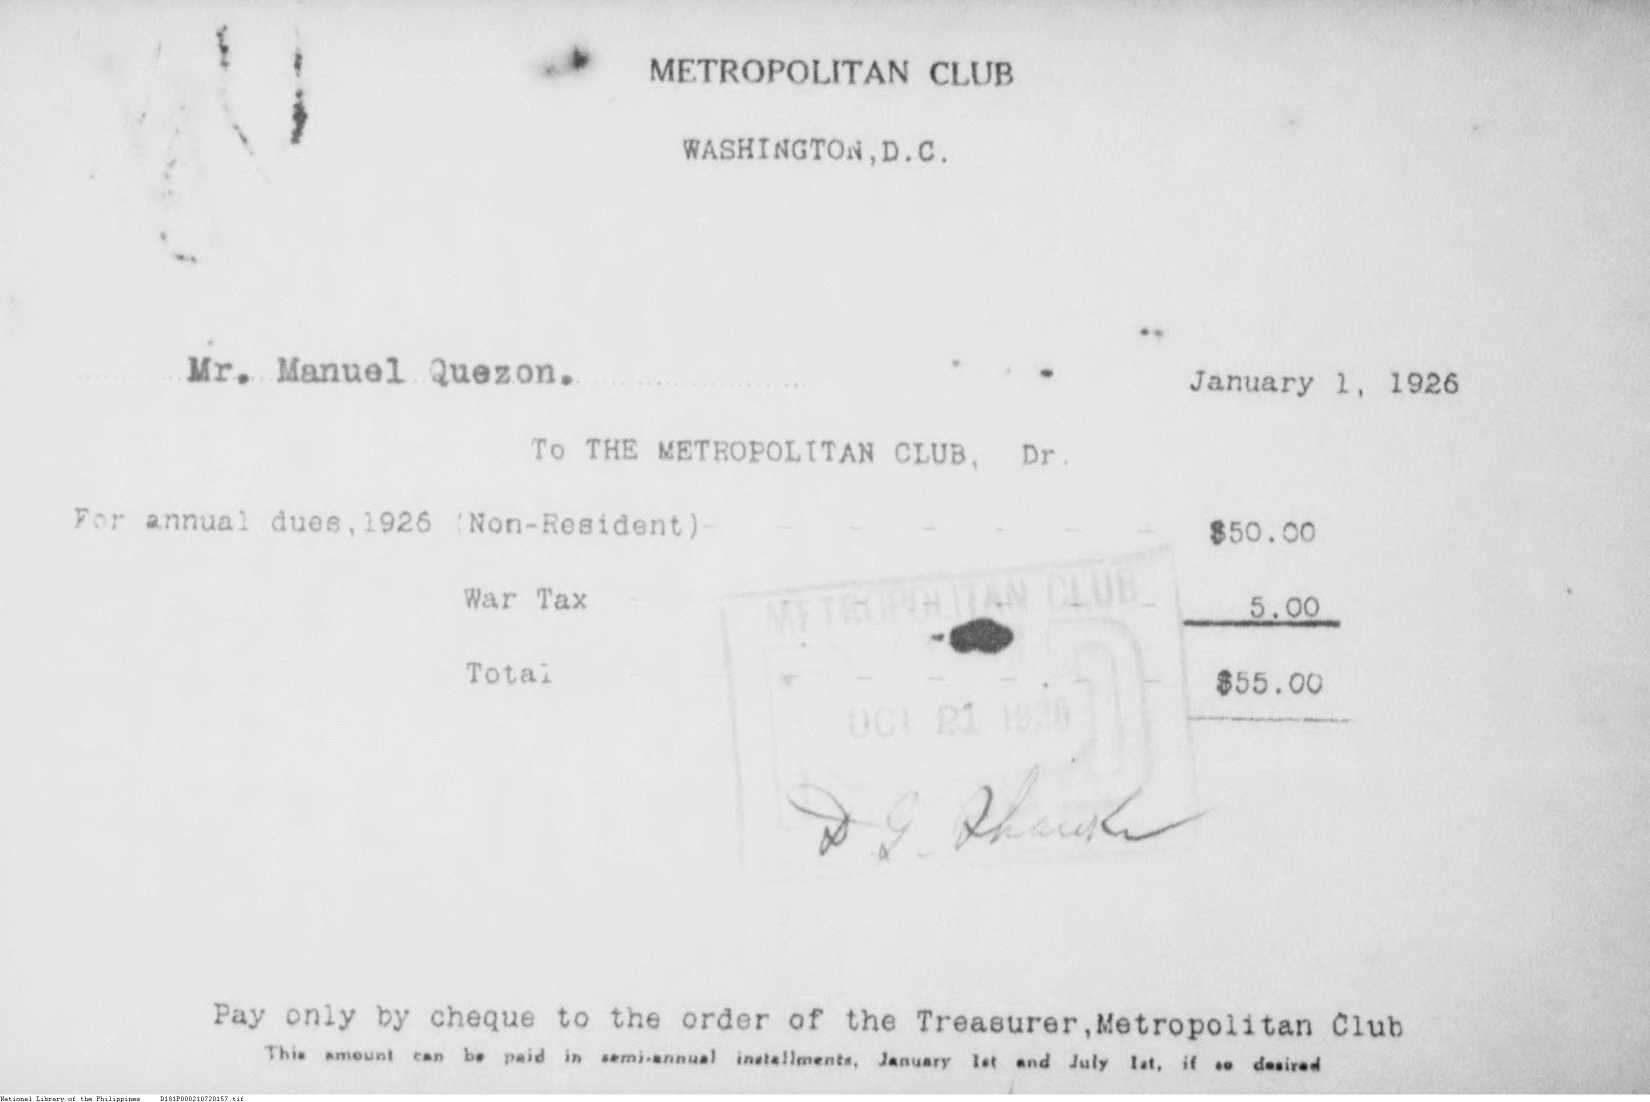 METROPOLITAN CLUB
WASHINGTON,D.C.
Mr. Manuel Quezon.
January 1, 1926
To THE METROPOLITAN CLUB, Dr.
For annual dues,1926 (Non-Resident)- - - - - - - $50.00
War Tax - - - - - - 5.00
Total - - - - - - $55.00
METROPOLITAN CLUB
OCT 21 1926
D G
Pay only by cheque to the order of the Treasurer,Metropolitan Club
This amount can be paid in semi-annual installments, January 1st and July 1st, if so desired
National Library of the Philippines D181P000210720157.tif